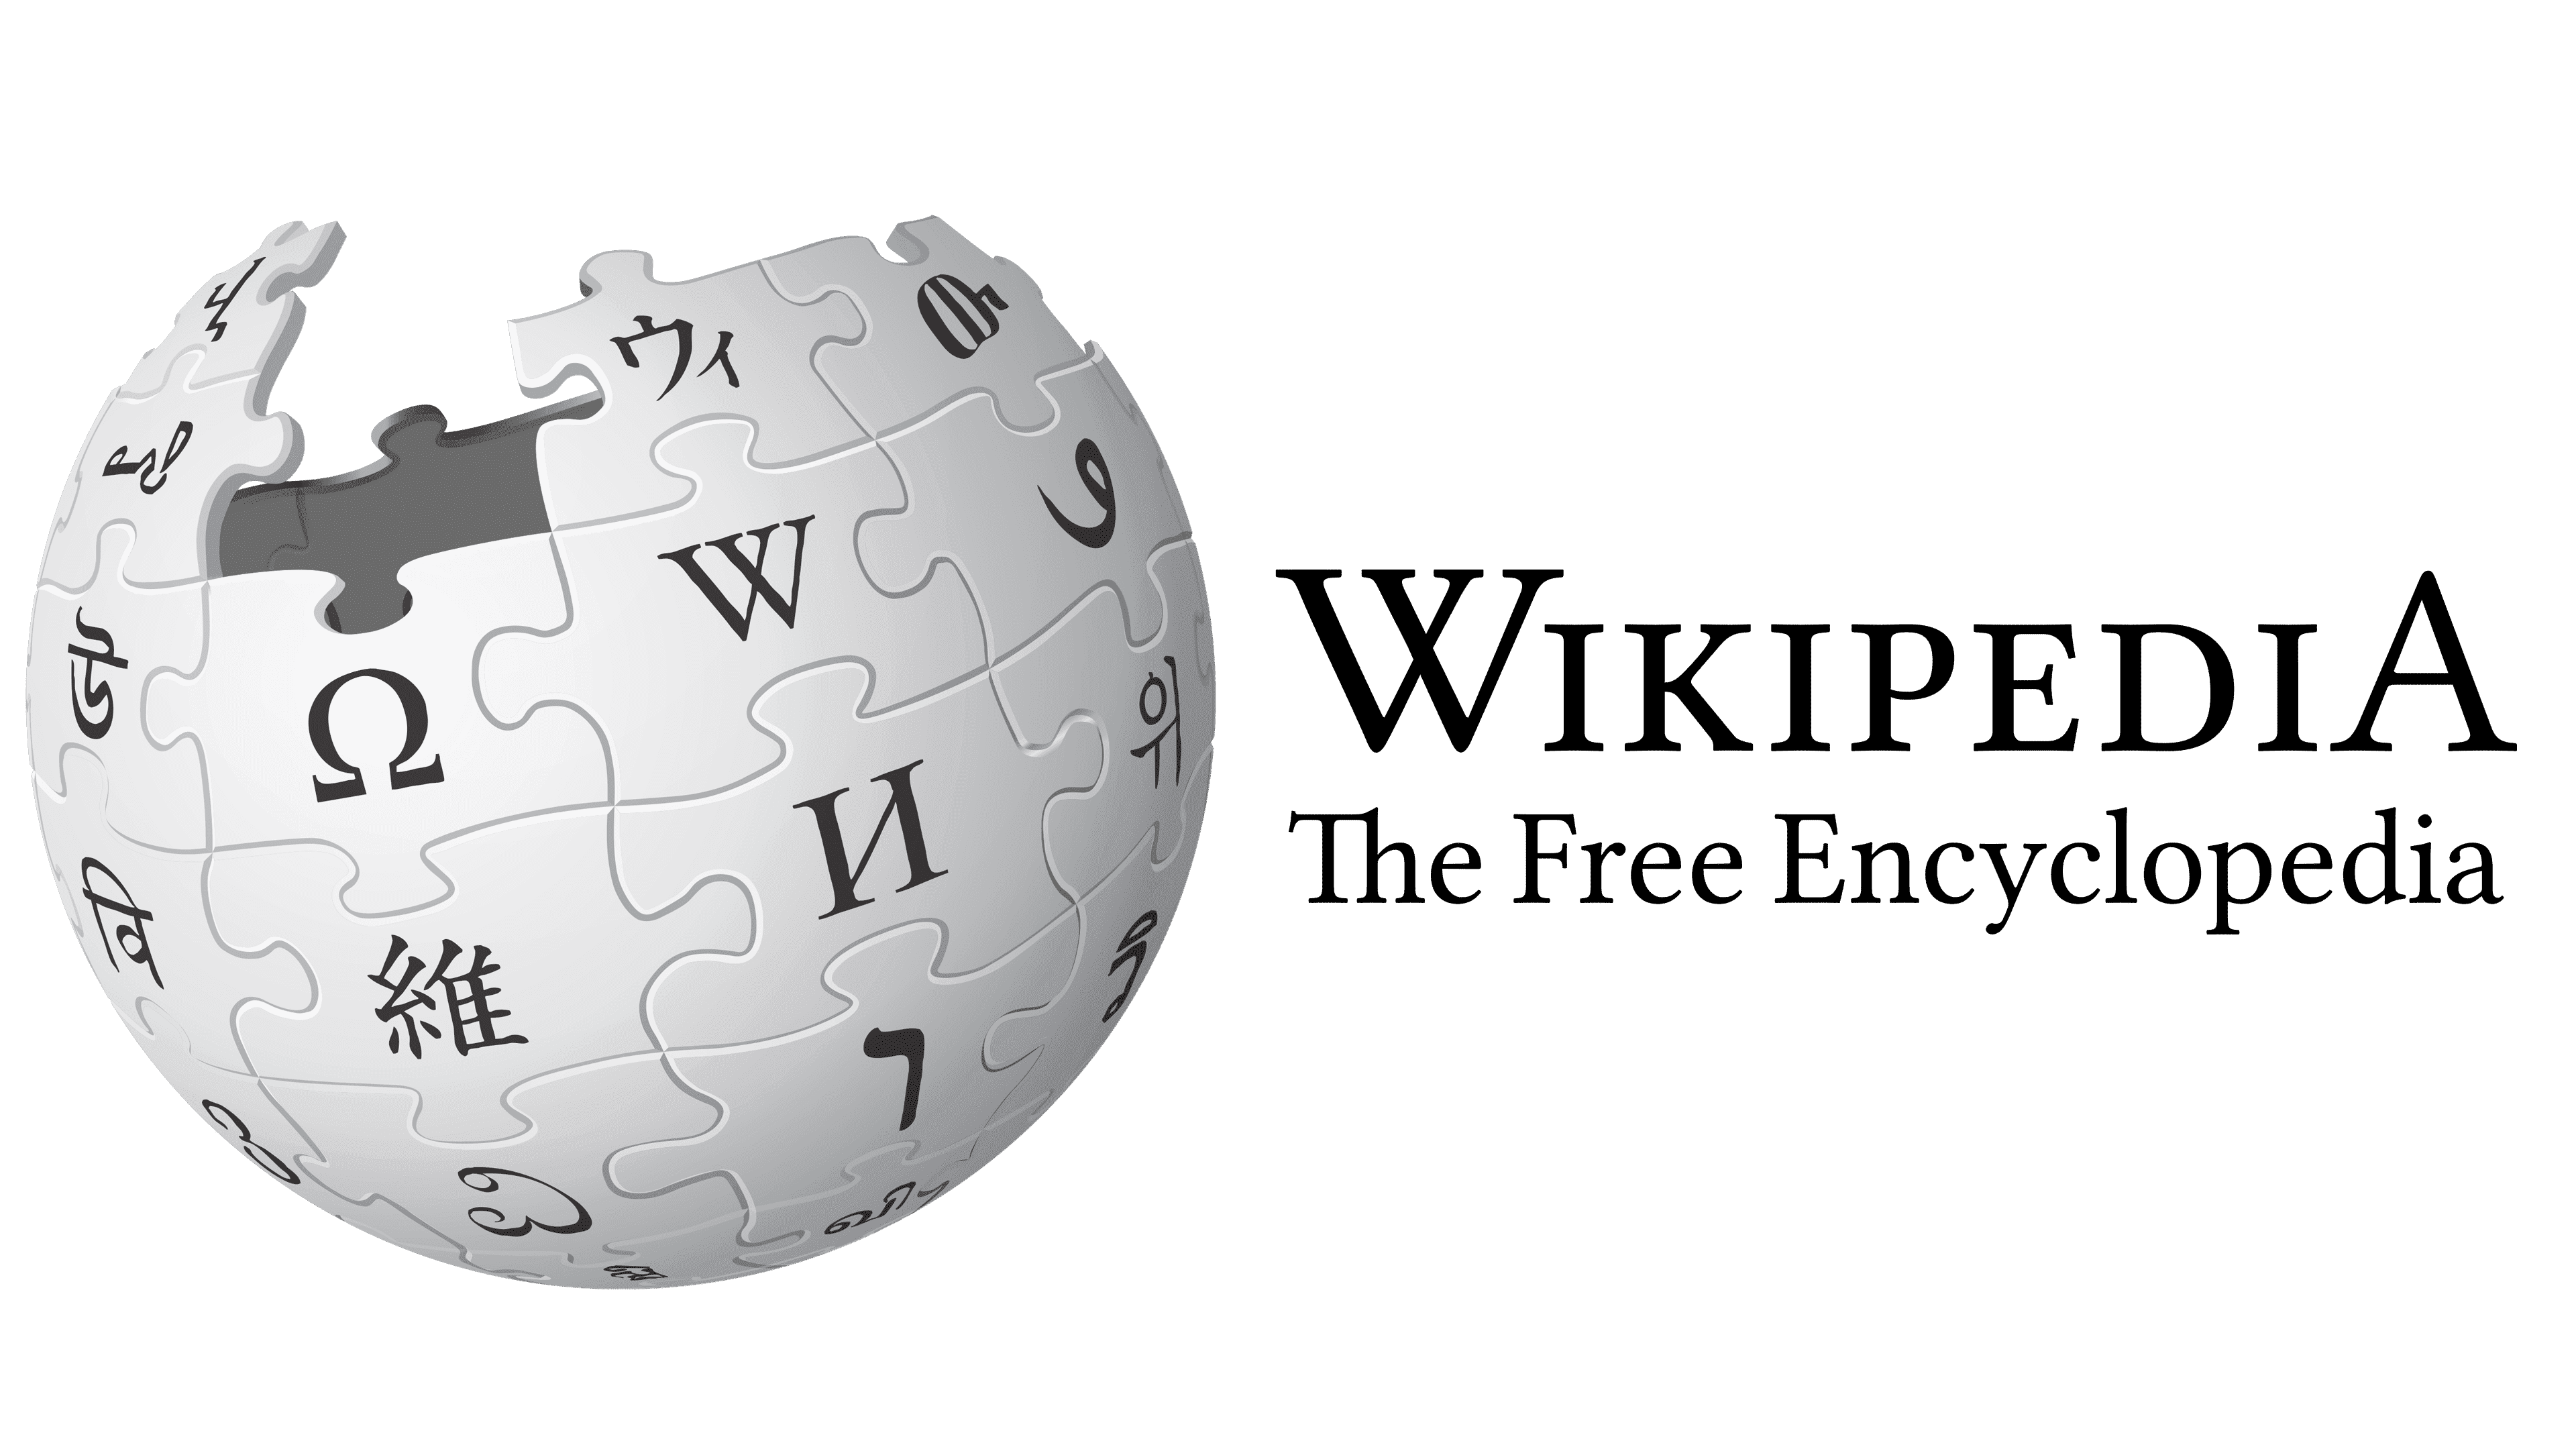 ウィ
W
و
Ω
И
위
वि
維
ו
WIKIPEDIA
The Free Encyclopedia